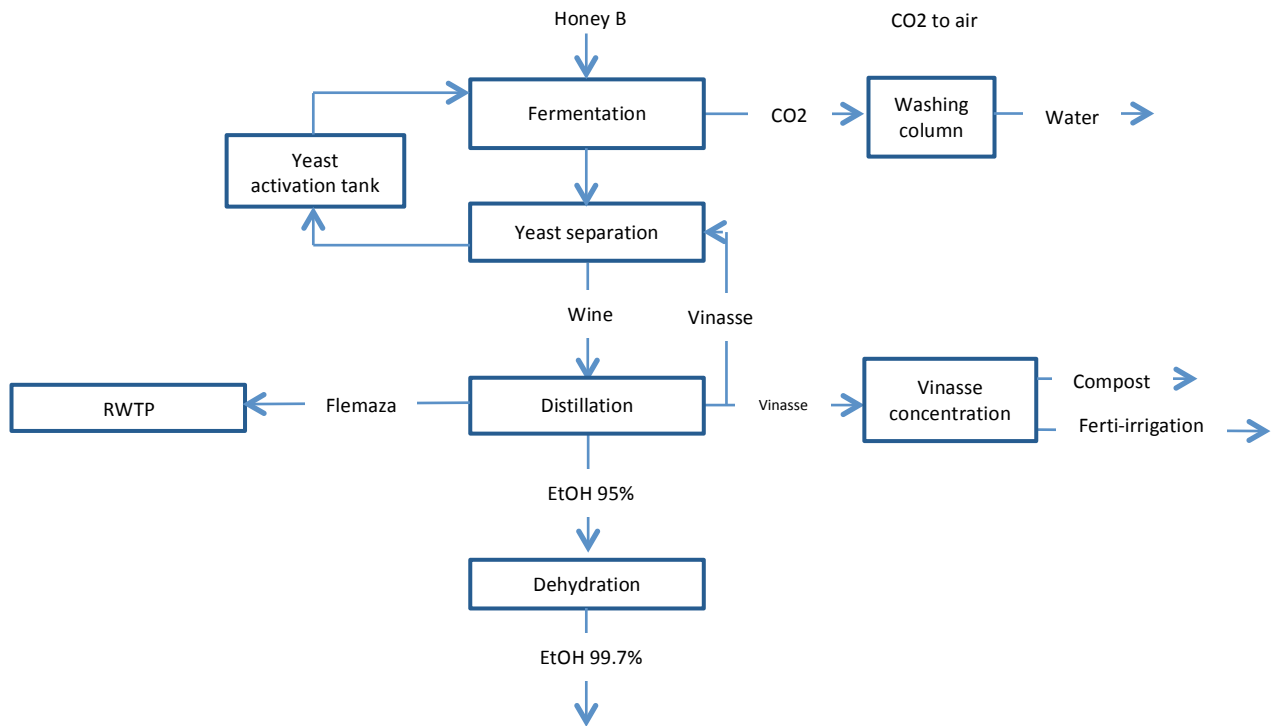 Honey B
CO2 to air
Fermentation
CO2
Washing
column
Water
Yeast
activation tank
Yeast separation
Wine
Vinasse
RWTP
Flemaza
Distillation
Vinasse
Vinasse
concentration
Compost
Ferti-irrigation
EtOH 95%
Dehydration
EtOH 99.7%